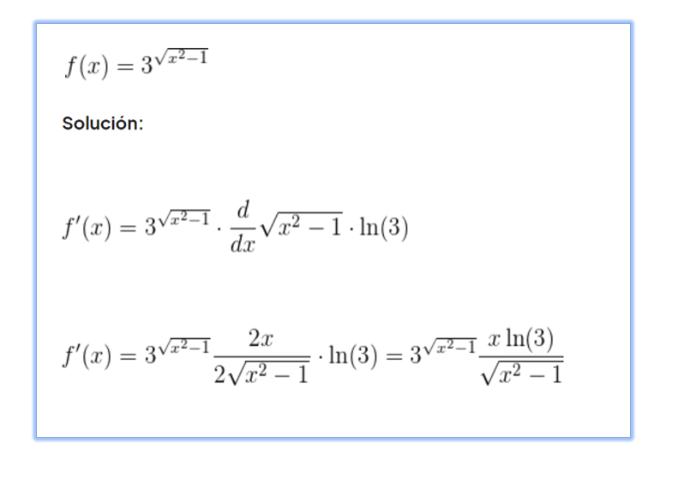 f(x) = 3^{\sqrt{x^2-1}}
Solución:
f'(x) = 3^{\sqrt{x^2-1}} \cdot \frac{d}{dx} \sqrt{x^2-1} \cdot \ln(3)
f'(x) = 3^{\sqrt{x^2-1}} \frac{2x}{2\sqrt{x^2-1}} \cdot \ln(3) = 3^{\sqrt{x^2-1}} \frac{x \ln(3)}{\sqrt{x^2-1}}